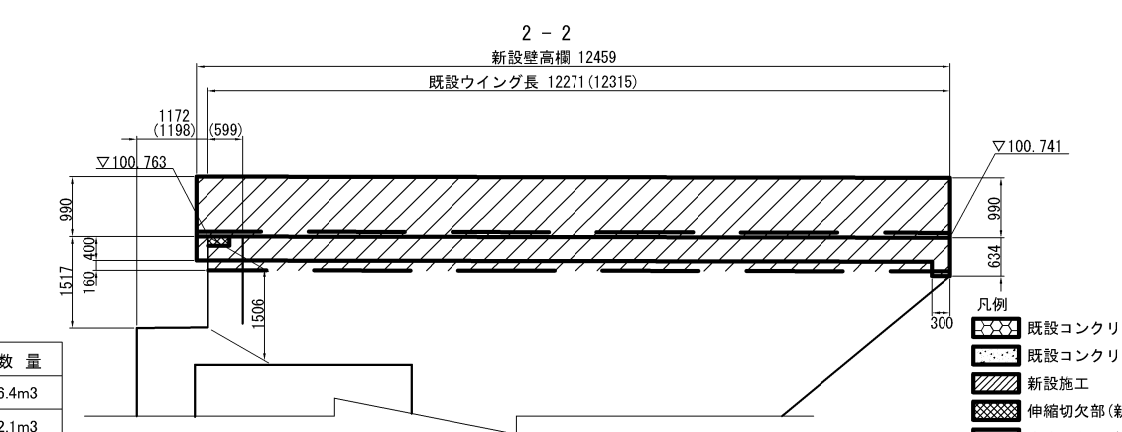 2 - 2
新設壁高欄 12459
既設ウイング長 12271(12315)
1172
(1198) (599)
▽100.763
▽100.741
990
400
160
1517
1506
990
634
300
凡例
既設コンクリ
既設コンクリ
新設施工
伸縮切欠部(新
数 量
6.4m3
2.1m3